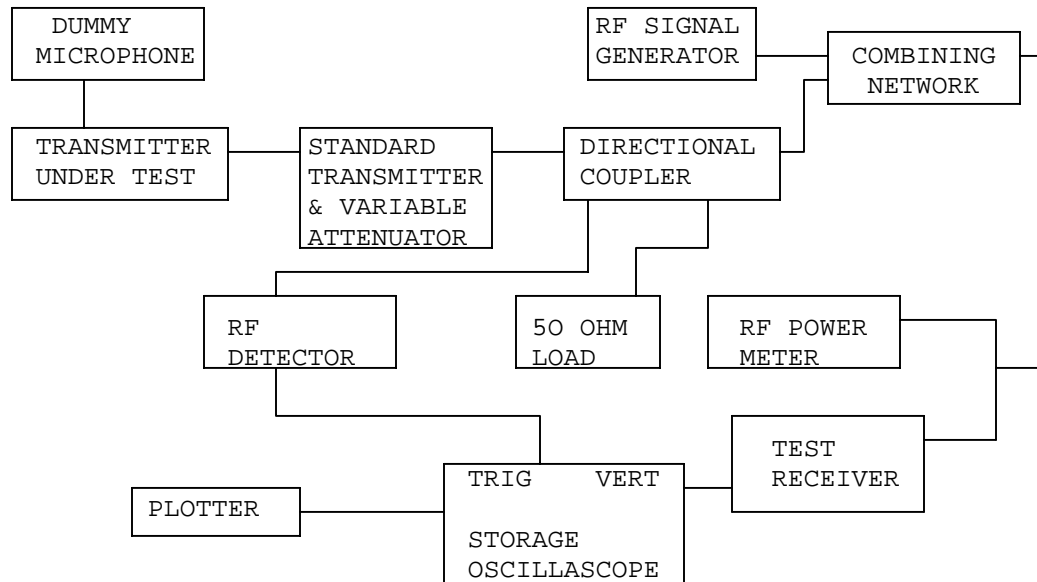 DUMMY
MICROPHONE
RF SIGNAL
GENERATOR
COMBINING
NETWORK
TRANSMITTER
UNDER TEST
STANDARD
TRANSMITTER
& VARIABLE
ATTENUATOR
DIRECTIONAL
COUPLER
RF
DETECTOR
50 OHM
LOAD
RF POWER
METER
TEST
RECEIVER
TRIG VERT
STORAGE
OSCILLASCOPE
PLOTTER